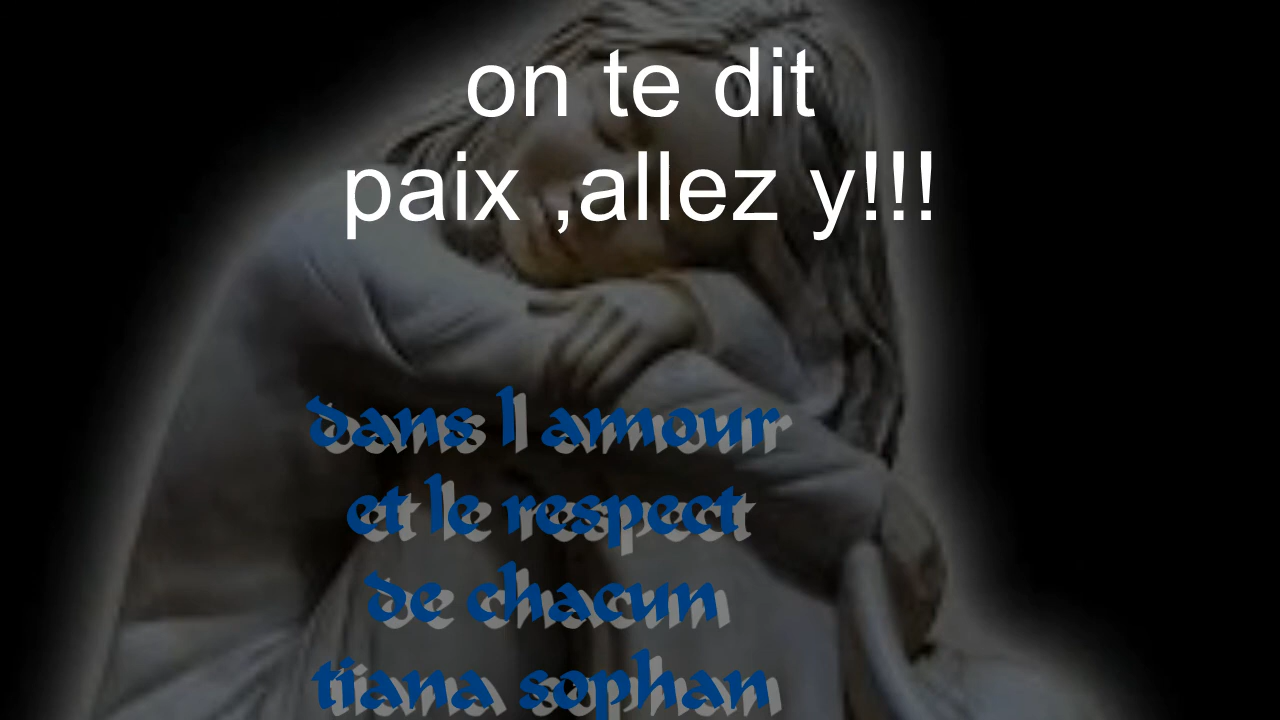 on te dit
paix ,allez y!!!
dans l amour
et le respect
de chacun
tiana sophan